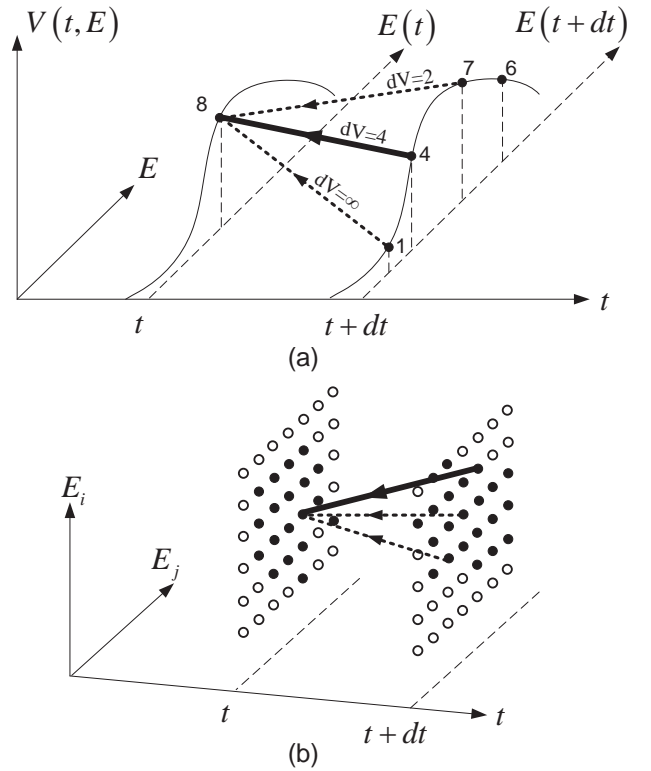 V(t, E)
E(t)
E(t + dt)
7
6
dV=2
8
dV=4
4
E
dV=∞
1
t
t + dt
t
(a)
E_i
E_j
t
t + dt
t
(b)